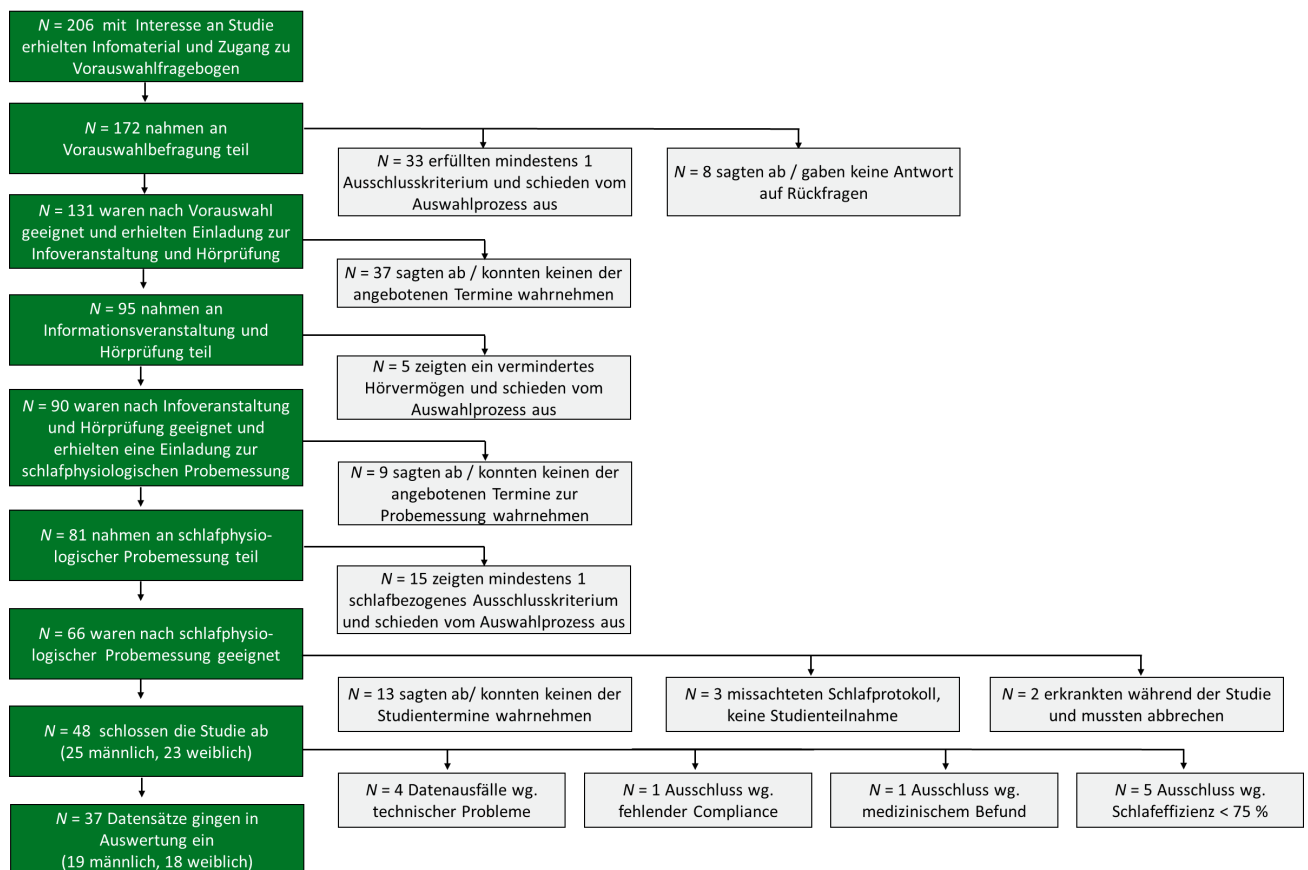 N = 206 mit Interesse an Studie
erhielten Infomaterial und Zugang zu
Vorauswahlfragebogen
N = 172 nahmen an
Vorauswahlbefragung teil
N = 33 erfüllten mindestens 1
Ausschlusskriterium und schieden vom
Auswahlprozess aus
N = 8 sagten ab / gaben keine Antwort
auf Rückfragen
N = 131 waren nach Vorauswahl
geeignet und erhielten Einladung zur
Infoveranstaltung und Hörprüfung
N = 37 sagten ab / konnten keinen der
angebotenen Termine wahrnehmen
N = 95 nahmen an
Informationsveranstaltung und
Hörprüfung teil
N = 5 zeigten ein vermindertes
Hörvermögen und schieden vom
Auswahlprozess aus
N = 90 waren nach Infoveranstaltung
und Hörprüfung geeignet und
erhielten eine Einladung zur
schlafphysiologischen Probemessung
N = 9 sagten ab / konnten keinen der
angebotenen Termine zur
Probemessung wahrnehmen
N = 81 nahmen an schlafphysio-
logischer Probemessung teil
N = 15 zeigten mindestens 1
schlafbezogenes Ausschlusskriterium
und schieden vom Auswahlprozess aus
N = 66 waren nach schlafphysio-
logischer Probemessung geeignet
N = 13 sagten ab/ konnten keinen der
Studientermine wahrnehmen
N = 3 missachteten Schlafprotokoll,
keine Studienteilnahme
N = 2 erkrankten während der Studie
und mussten abbrechen
N = 48 schlossen die Studie ab
(25 männlich, 23 weiblich)
N = 4 Datenausfälle wg.
technischer Probleme
N = 1 Ausschluss wg.
fehlender Compliance
N = 1 Ausschluss wg.
medizinischem Befund
N = 5 Ausschluss wg.
Schlafeffizienz < 75 %
N = 37 Datensätze gingen in
Auswertung ein
(19 männlich, 18 weiblich)